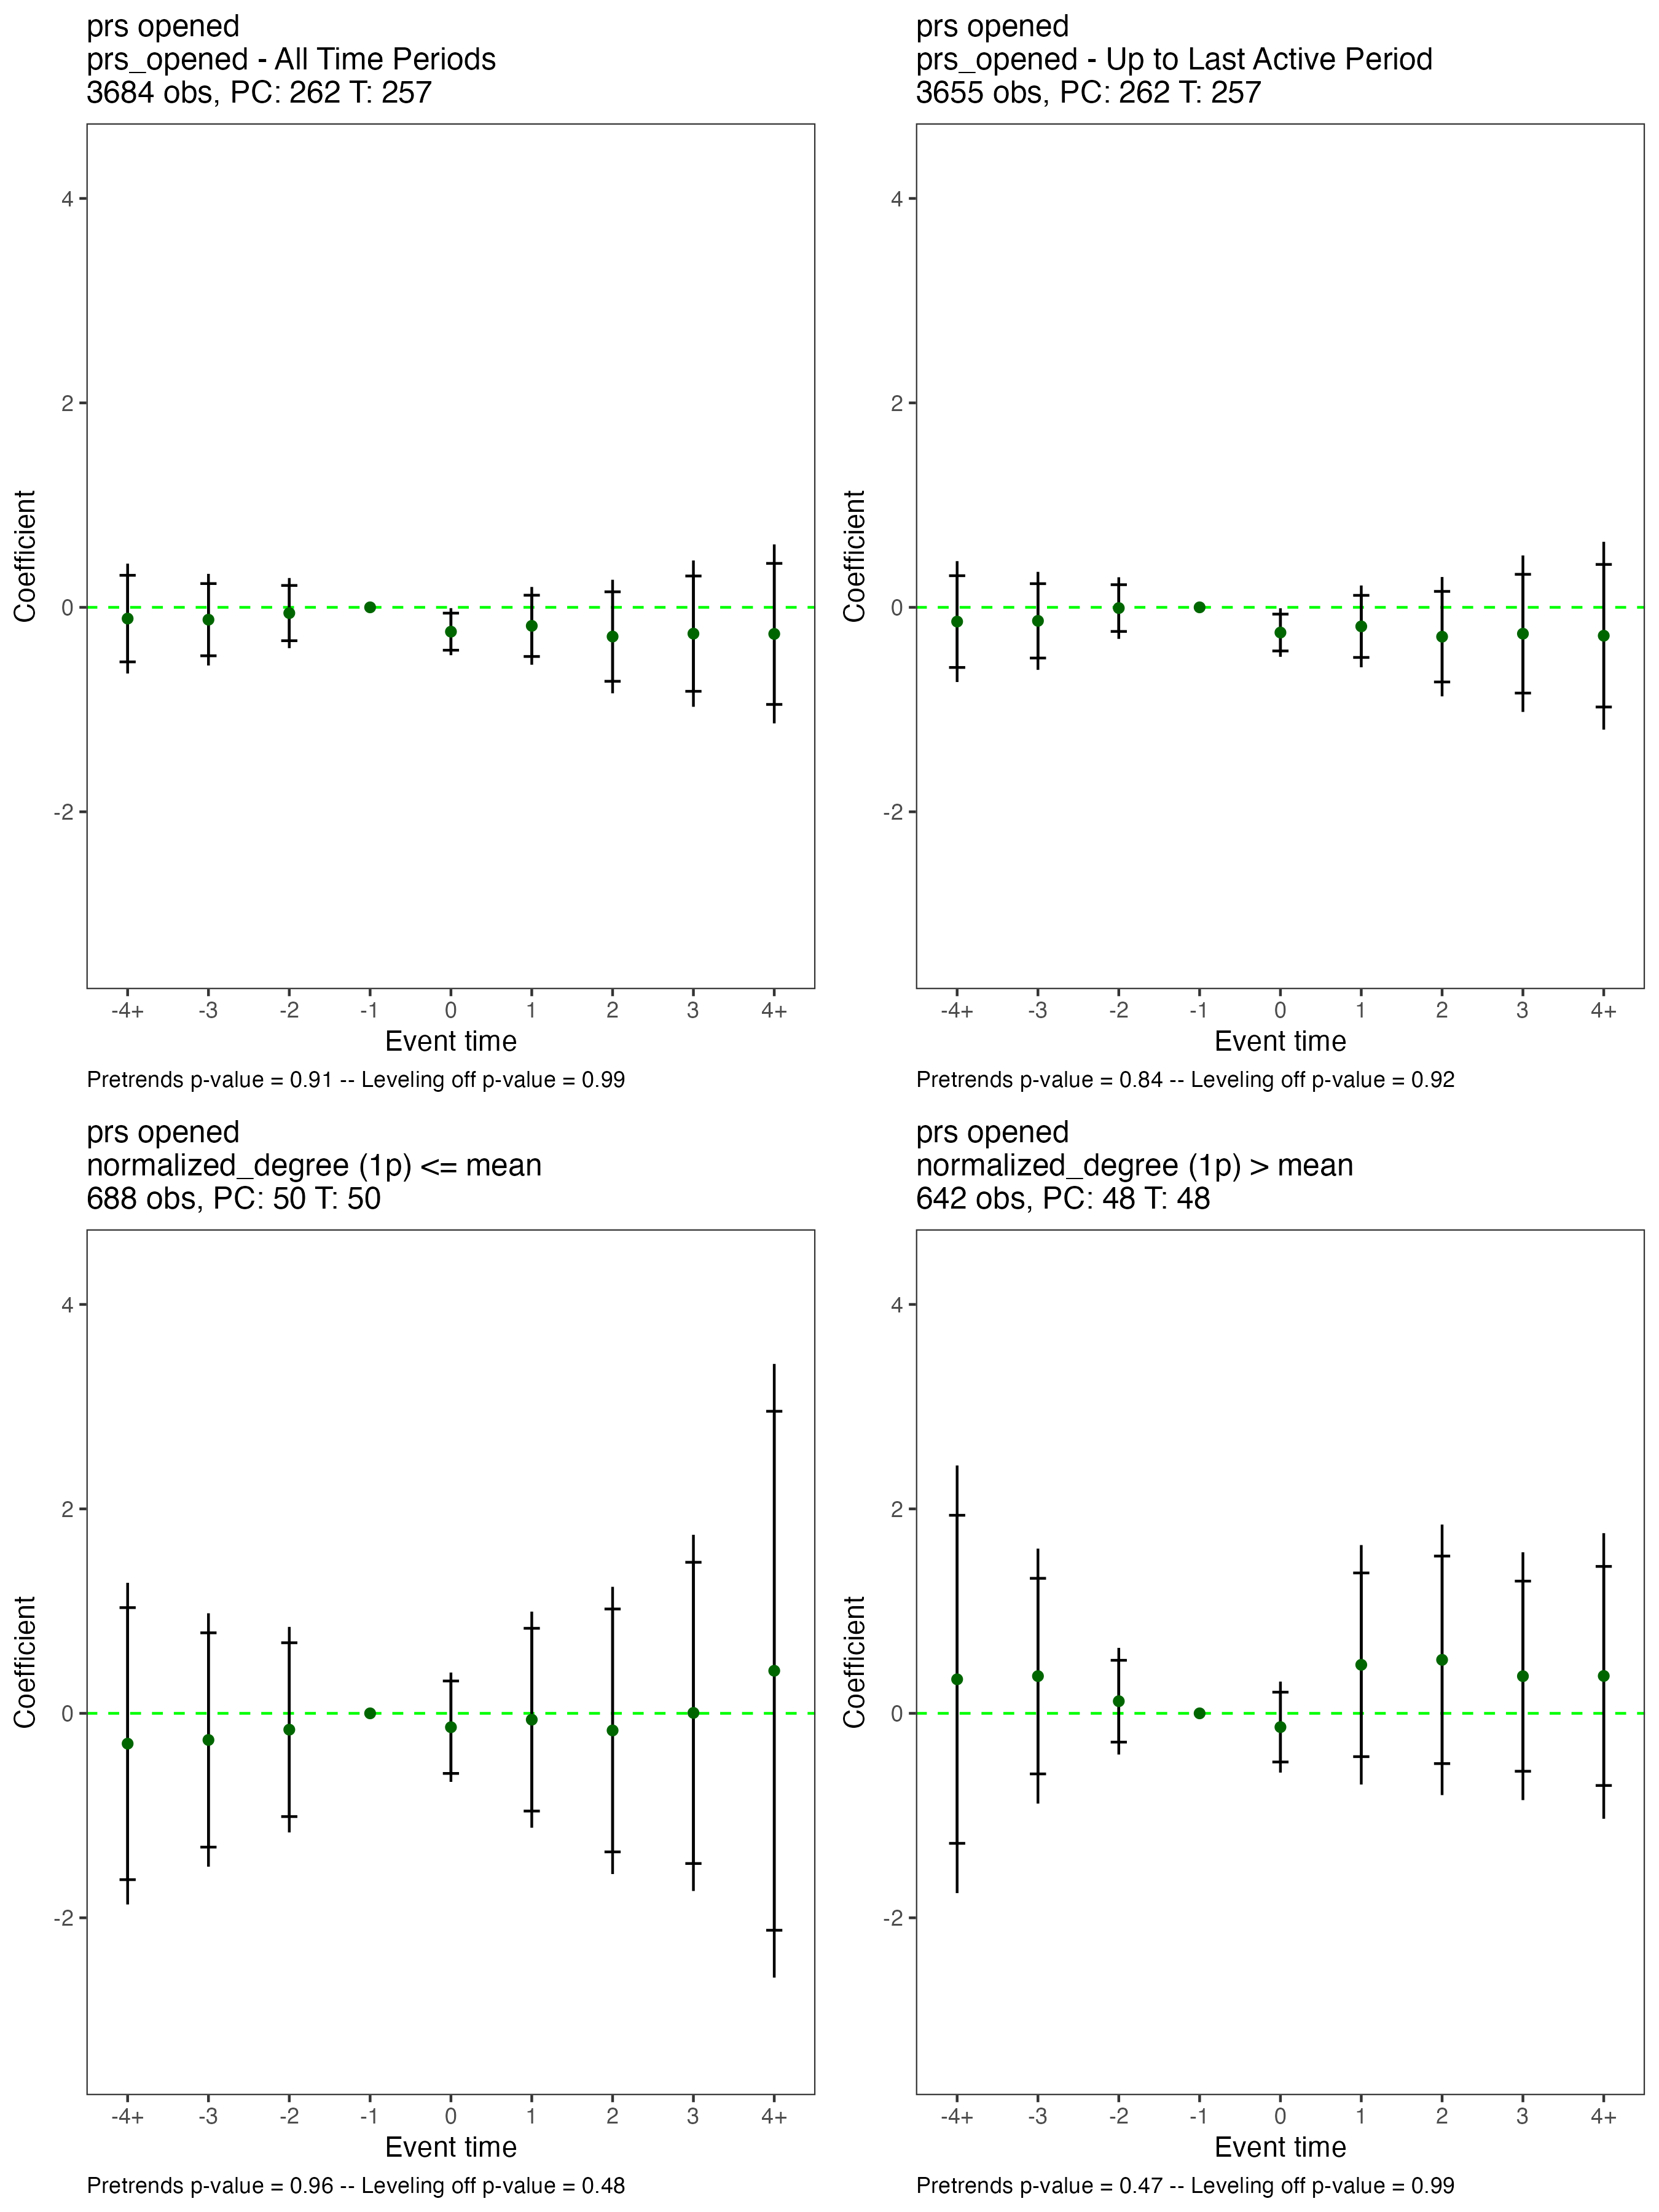 prs opened
prs_opened - All Time Periods
3684 obs, PC: 262 T: 257
4
2
0
-2
Coefficient
-4+ -3 -2 -1 0 1 2 3 4+
Event time
Pretrends p-value = 0.91 -- Leveling off p-value = 0.99
prs opened
prs_opened - Up to Last Active Period
3655 obs, PC: 262 T: 257
4
2
0
-2
Coefficient
-4+ -3 -2 -1 0 1 2 3 4+
Event time
Pretrends p-value = 0.84 -- Leveling off p-value = 0.92
prs opened
normalized_degree (1p) <= mean
688 obs, PC: 50 T: 50
4
2
0
-2
Coefficient
-4+ -3 -2 -1 0 1 2 3 4+
Event time
Pretrends p-value = 0.96 -- Leveling off p-value = 0.48
prs opened
normalized_degree (1p) > mean
642 obs, PC: 48 T: 48
4
2
0
-2
Coefficient
-4+ -3 -2 -1 0 1 2 3 4+
Event time
Pretrends p-value = 0.47 -- Leveling off p-value = 0.99